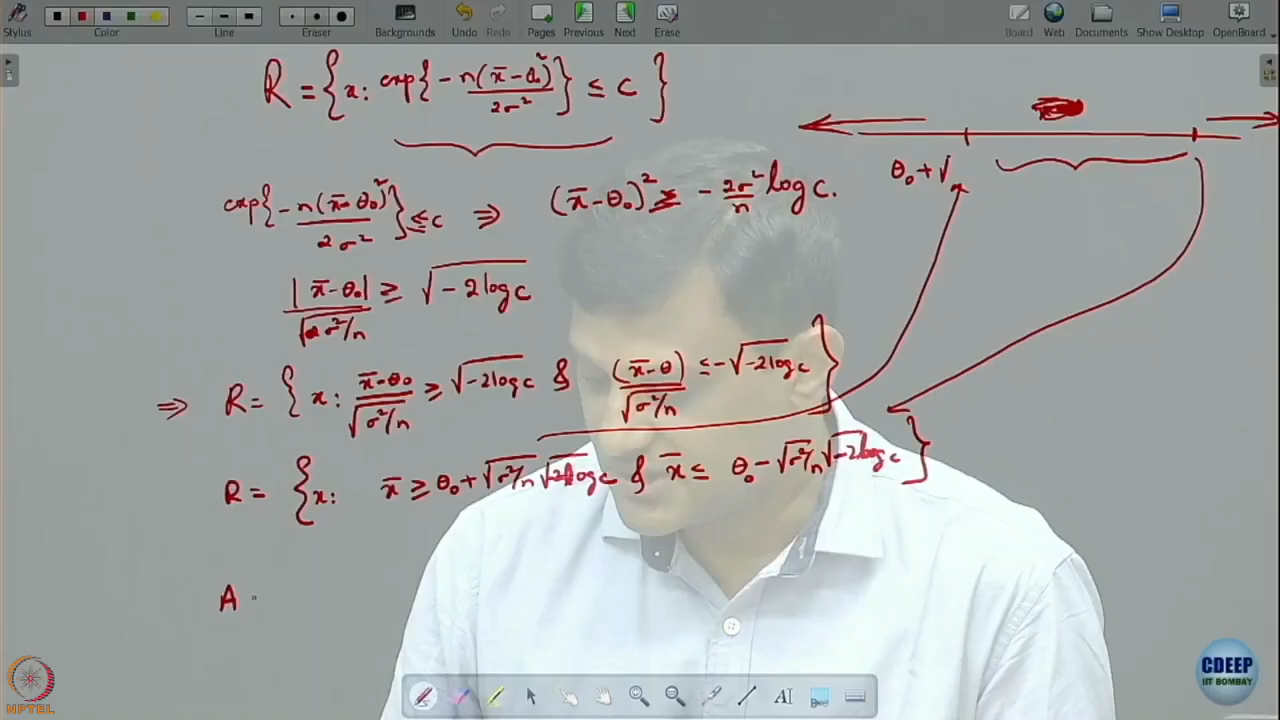 Stylus Color Line Eraser Backgrounds Undo Redo Pages Previous Next Erase Board Web Documents Show Desktop OpenBoard
R = { x: exp{ - n(x̄-θ₀)² / 2σ² } ≤ c }
exp{ - n(x̄-θ₀)² / 2σ² } ≤ c ⇒ (x̄-θ₀)² ≥ - 2σ²/n log c.
θ₀ + √
|x̄-θ₀| / √σ²/n ≥ √-2 log c
⇒ R = { x: x̄-θ₀ / √σ²/n ≥ √-2 log c & (x̄-θ) / √σ²/n ≤ -√-2 log c }
R = { x: x̄ ≥ θ₀ + √σ²/n √-2 log c & x̄ ≤ θ₀ - √σ²/n √-2 log c }
A
AI
NPTEL
CDEEP
IIT BOMBAY